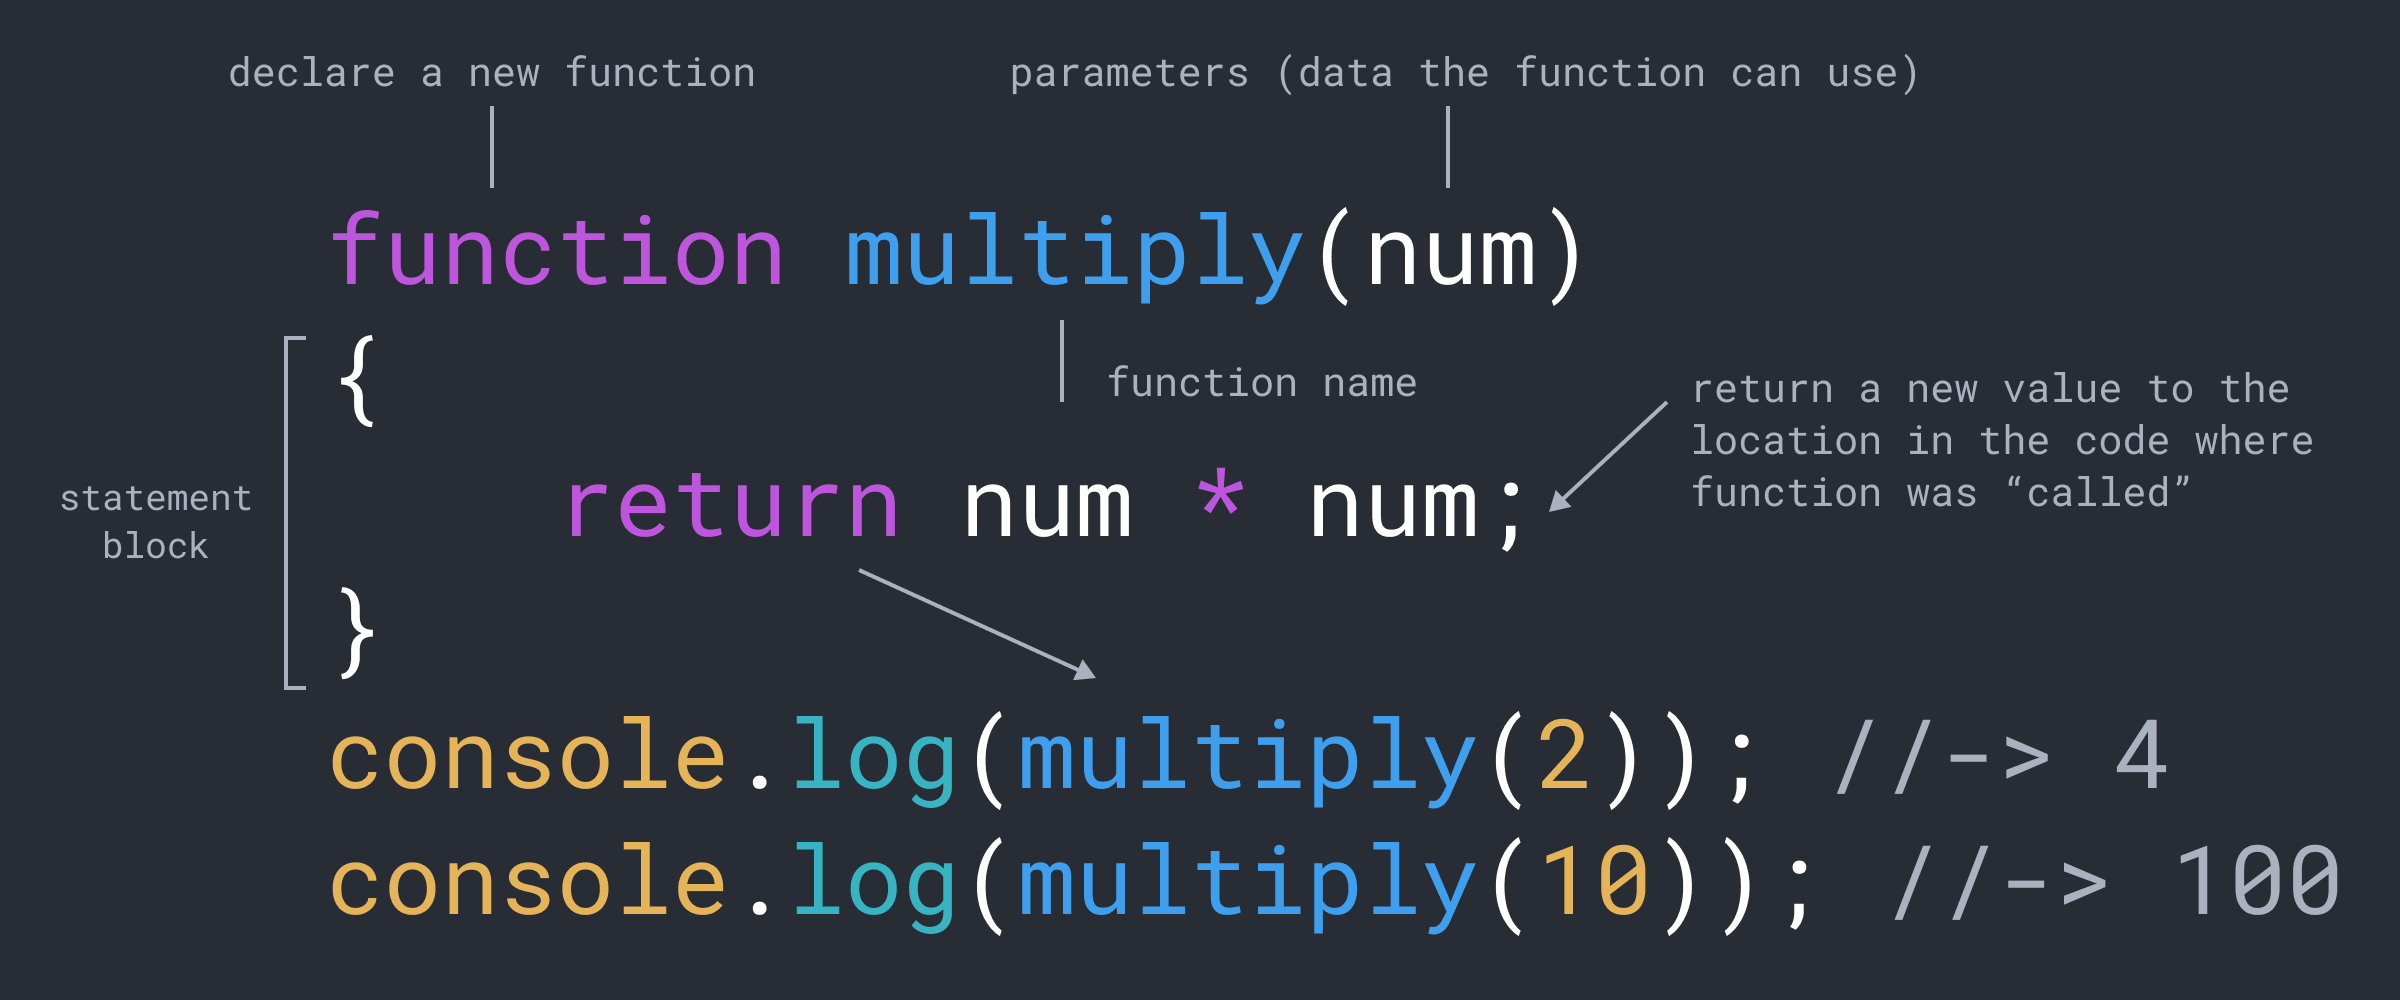 declare a new function
parameters (data the function can use)
function multiply(num)
{
function name
return a new value to the
location in the code where
function was “called”
statement
block
return num * num;
}
console.log(multiply(2)); //-> 4
console.log(multiply(10)); //-> 100